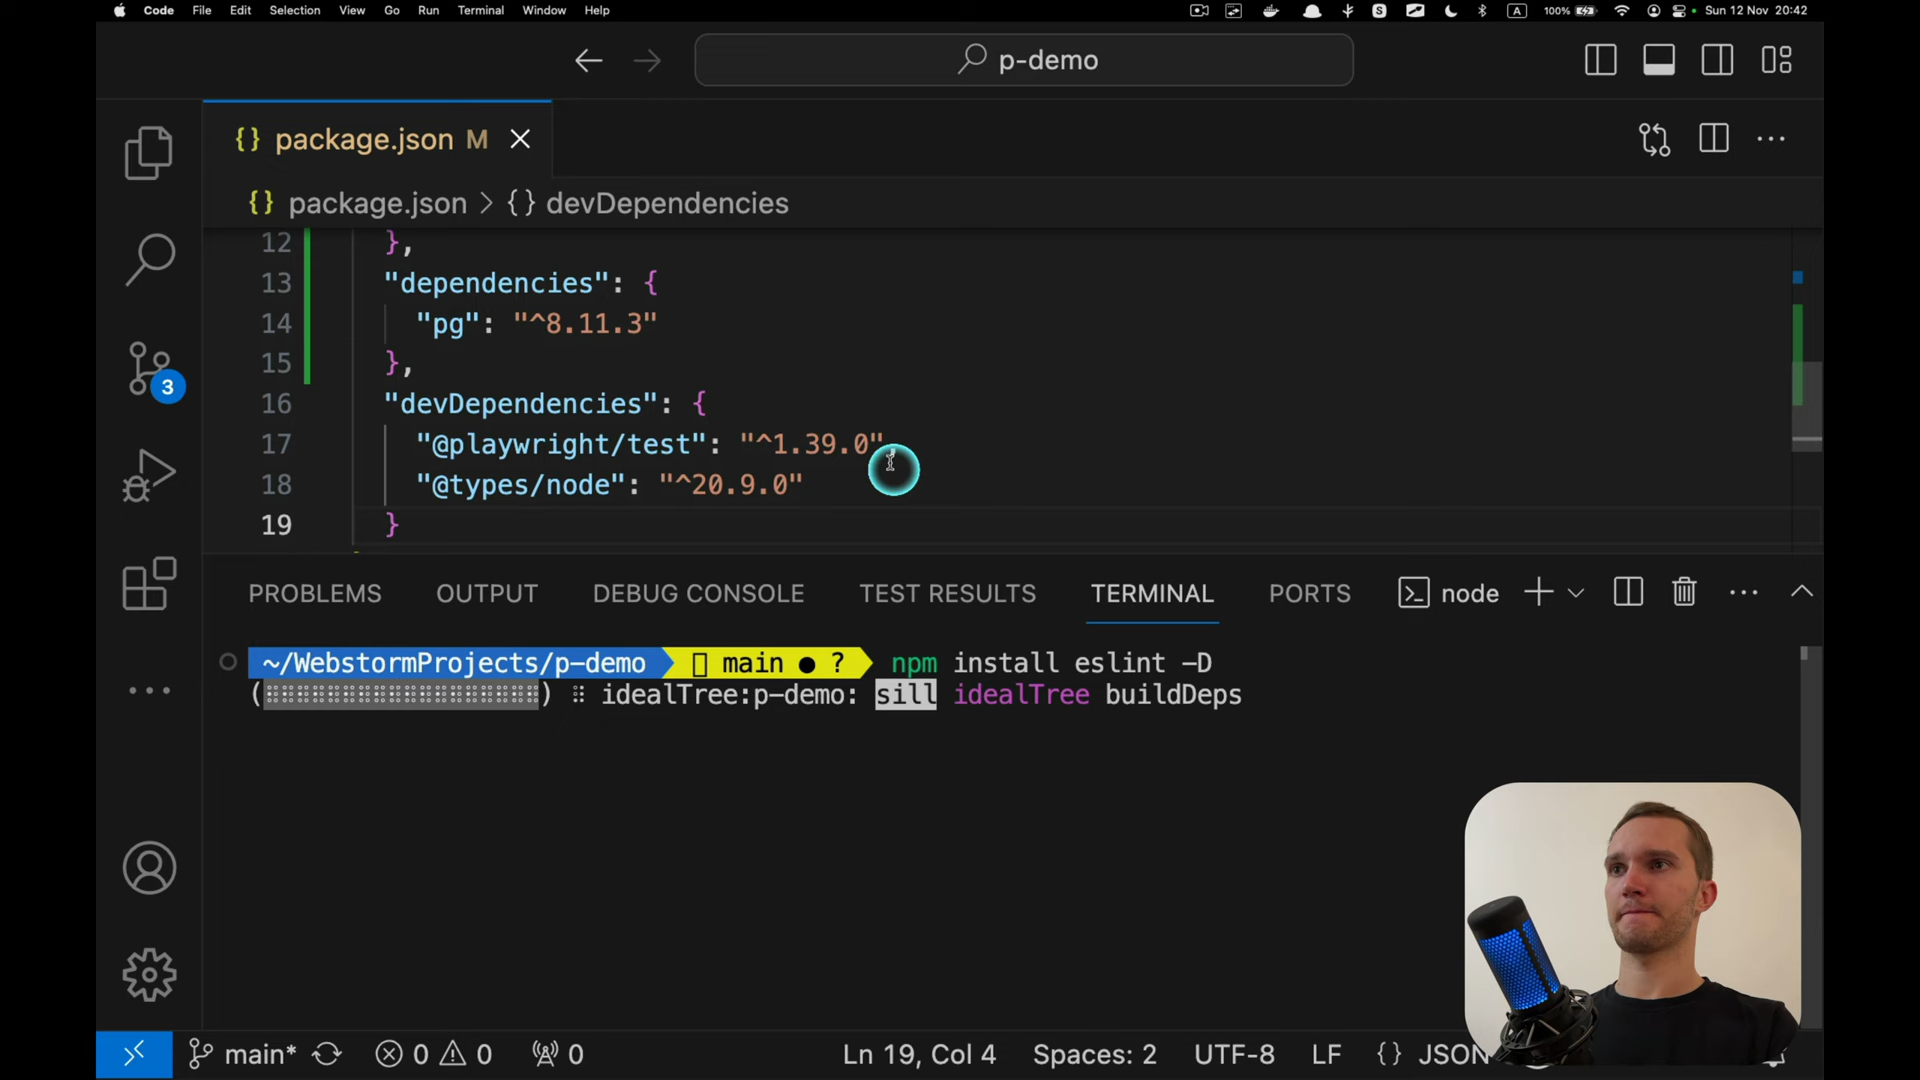 Code File Edit Selection View Go Run Terminal Window Help
S A 100% Sun 12 Nov 20:42
p-demo
{} package.json M
{} package.json > {} devDependencies
12 },
13 "dependencies": {
14 "pg": "^8.11.3"
15 },
16 "devDependencies": {
17 "@playwright/test": "^1.39.0",
18 "@types/node": "^20.9.0"
19 }
3
PROBLEMS OUTPUT DEBUG CONSOLE TEST RESULTS TERMINAL PORTS node
~/WebstormProjects/p-demo main ● ? npm install eslint -D
(⠿⠿⠿⠿⠿⠿⠿⠿⠿⠿⠿⠿⠿⠿⠿⠿⠿⠿) ⠿ idealTree:p-demo: sill idealTree buildDeps
main* 0 0 0 Ln 19, Col 4 Spaces: 2 UTF-8 LF {} JSON